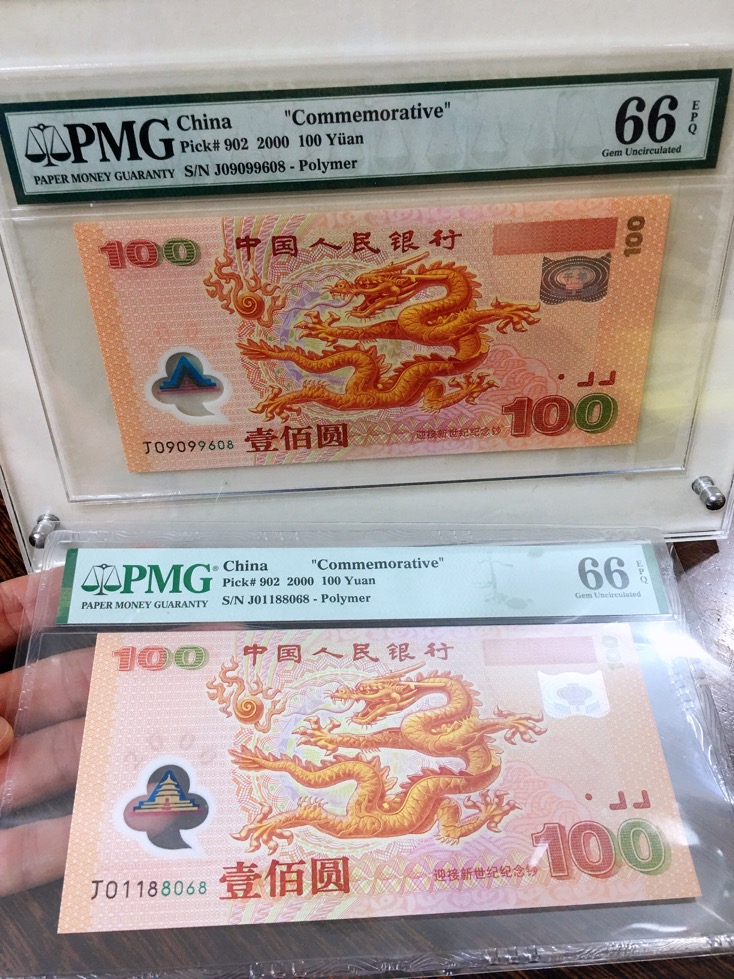 PMG
PAPER MONEY GUARANTY
China "Commemorative"
Pick# 902 2000 100 Yüan
S/N J09099608 - Polymer
66
EPQ
Gem Uncirculated
100
中国人民银行
100
J09099608
壹佰圆
迎接新世纪纪念钞
100
PMG®
PAPER MONEY GUARANTY
China "Commemorative"
Pick# 902 2000 100 Yuan
S/N J01188068 - Polymer
66
EPQ
Gem Uncirculated
100
中国人民银行
100
2000
J01188068
壹佰圆
迎接新世纪纪念钞
100